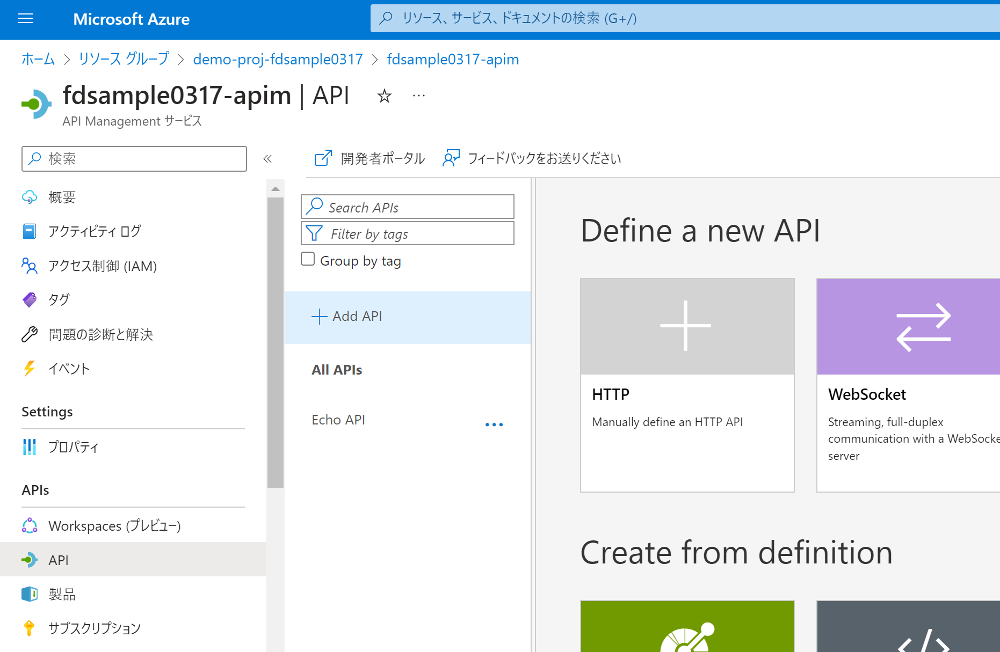 Microsoft Azure
リソース、サービス、ドキュメントの検索 (G+/)
ホーム > リソース グループ > demo-proj-fdsample0317 > fdsample0317-apim
fdsample0317-apim | API
API Management サービス
検索
概要
アクティビティ ログ
アクセス制御 (IAM)
タグ
問題の診断と解決
イベント
Settings
プロパティ
APIs
Workspaces (プレビュー)
API
製品
サブスクリプション
開発者ポータル
フィードバックをお送りください
Search APIs
Filter by tags
Group by tag
Add API
All APIs
Echo API
Define a new API
HTTP
Manually define an HTTP API
WebSocket
Streaming, full-duplex
communication with a WebSocke
server
Create from definition